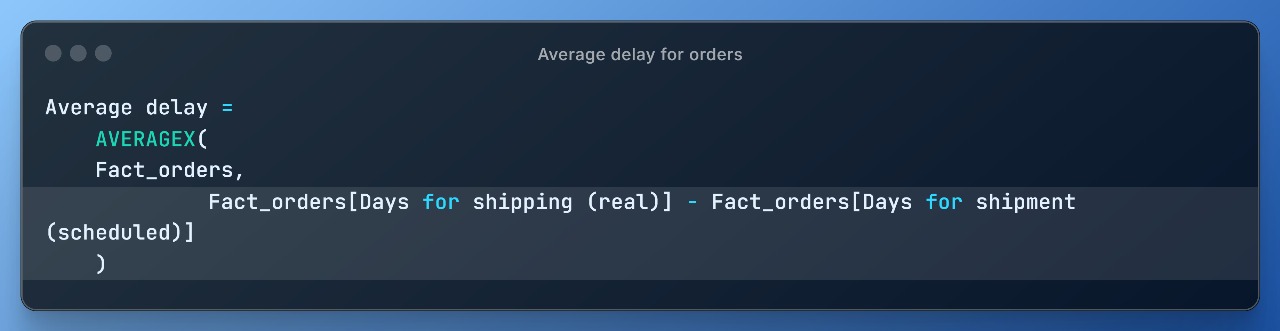 Average delay for orders
Average delay =
    AVERAGEX(
    Fact_orders,
             Fact_orders[Days for shipping (real)] - Fact_orders[Days for shipment
(scheduled)]
    )